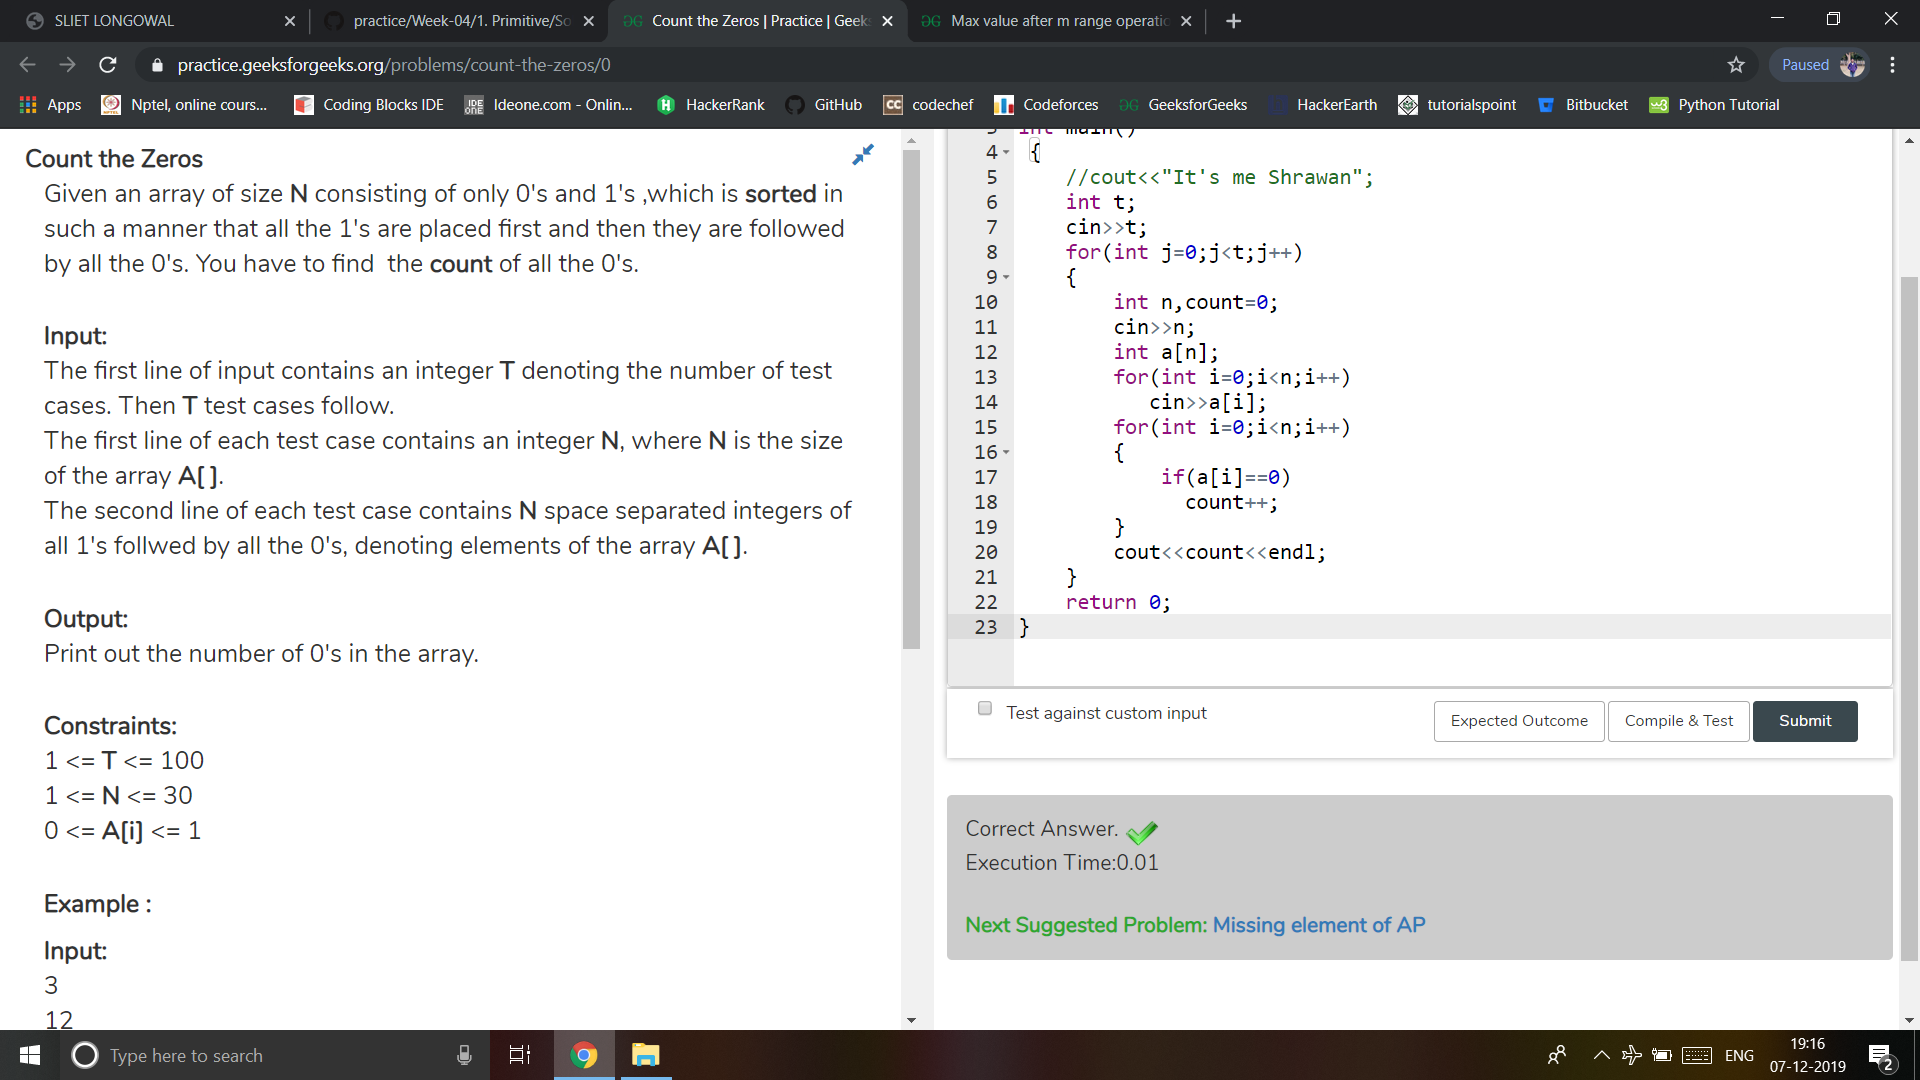 SLIET LONGOWAL
practice/Week-04/1. Primitive/So
Count the Zeros | Practice | Geek
Max value after m range operatio
practice.geeksforgeeks.org/problems/count-the-zeros/0
Paused
Apps
Nptel, online cours...
Coding Blocks IDE
Ideone.com - Onlin...
HackerRank
GitHub
codechef
Codeforces
GeeksforGeeks
HackerEarth
tutorialspoint
Bitbucket
Python Tutorial
Count the Zeros
Given an array of size N consisting of only 0's and 1's ,which is sorted in
such a manner that all the 1's are placed first and then they are followed
by all the 0's. You have to find  the count of all the 0's.
Input:
The first line of input contains an integer T denoting the number of test
cases. Then T test cases follow.
The first line of each test case contains an integer N, where N is the size
of the array A[ ].
The second line of each test case contains N space separated integers of
all 1's follwed by all the 0's, denoting elements of the array A[ ].
Output:
Print out the number of 0's in the array.
Constraints:
1 <= T <= 100
1 <= N <= 30
0 <= A[i] <= 1
Example :
Input:
3
12
3 int main()
4 {
5 //cout<<"It's me Shrawan";
6 int t;
7 cin>>t;
8 for(int j=0;j<t;j++)
9 {
10 int n,count=0;
11 cin>>n;
12 int a[n];
13 for(int i=0;i<n;i++)
14 cin>>a[i];
15 for(int i=0;i<n;i++)
16 {
17 if(a[i]==0)
18 count++;
19 }
20 cout<<count<<endl;
21 }
22 return 0;
23 }
Test against custom input
Expected Outcome
Compile & Test
Submit
Correct Answer.
Execution Time:0.01
Next Suggested Problem: Missing element of AP
Type here to search
ENG
19:16
07-12-2019
2